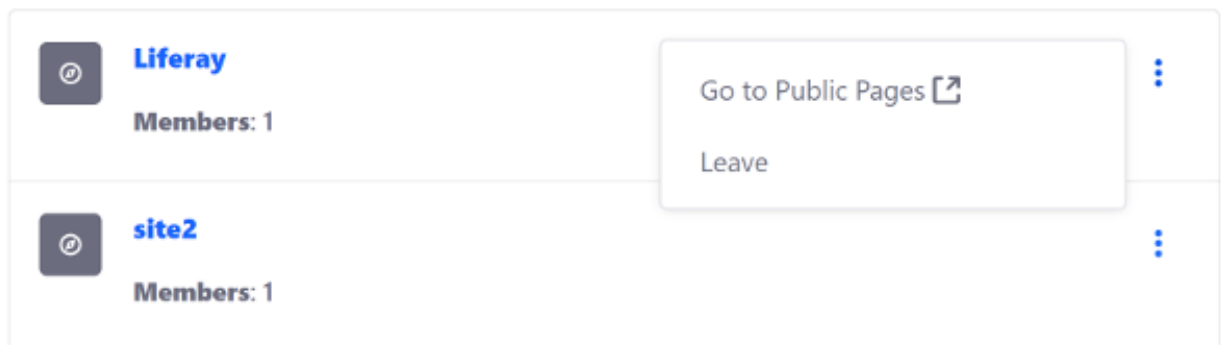 Liferay
Members: 1
Go to Public Pages
Leave
site2
Members: 1